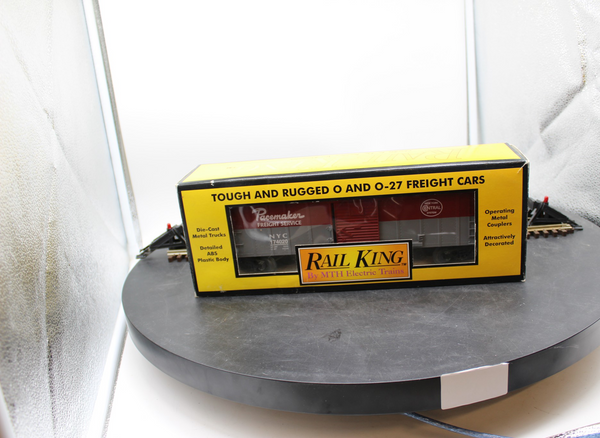 TOUGH AND RUGGED O AND O-27 FREIGHT CARS
Die-Cast
Metal Trucks
Detailed
ABS
Plastic Body
Pacemaker
FREIGHT SERVICE
NYC
CENTRAL
Operating
Metal
Couplers
Attractively
Decorated
RAIL KING
By MTH Electric Trains